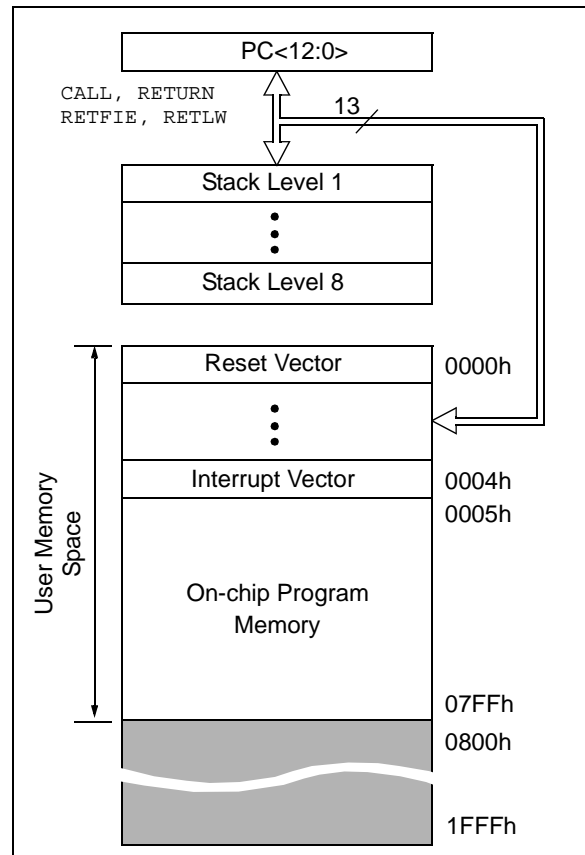 PC<12:0>
CALL, RETURN
RETFIE, RETLW
13
Stack Level 1
Stack Level 8
Reset Vector
0000h
Interrupt Vector
0004h
0005h
User Memory
Space
On-chip Program
Memory
07FFh
0800h
1FFFh